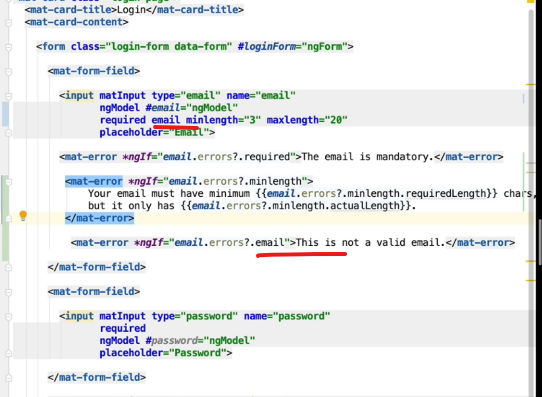 <mat-card-title>Login</mat-card-title>
<mat-card-content>
<form class="login-form data-form" #loginForm="ngForm">
<mat-form-field>
<input matInput type="email" name="email"
ngModel #email="ngModel"
required email minlength="3" maxlength="20"
placeholder="Email">
<mat-error *ngIf="email.errors?.required">The email is mandatory.</mat-error>
<mat-error *ngIf="email.errors?.minlength">
Your email must have minimum {{email.errors?.minlength.requiredLength}} chars,
but it only has {{email.errors?.minlength.actualLength}}.
</mat-error>
<mat-error *ngIf="email.errors?.email">This is not a valid email.</mat-error>
</mat-form-field>
<mat-form-field>
<input matInput type="password" name="password"
required
ngModel #password="ngModel"
placeholder="Password">
</mat-form-field>